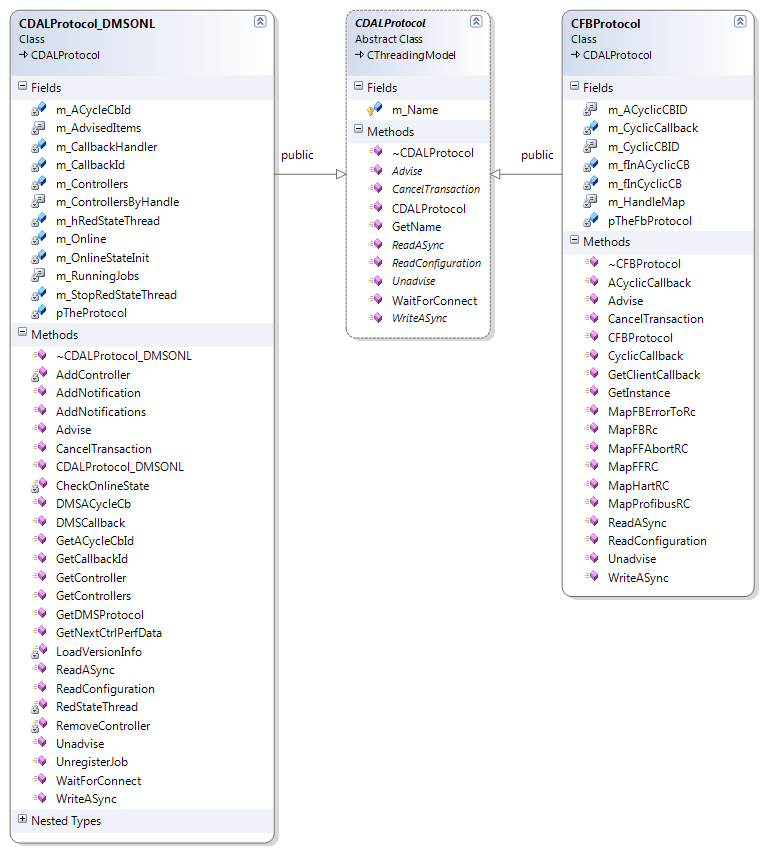 CDALProtocol_DMSONL
Class
CDALProtocol
Fields
m_ACycleCbId
m_AdvisedItems
m_CallbackHandler
m_CallbackId
m_Controllers
m_ControllersByHandle
m_hRedStateThread
m_Online
m_OnlineStateInit
m_RunningJobs
m_StopRedStateThread
pTheProtocol
Methods
~CDALProtocol_DMSONL
AddController
AddNotification
AddNotifications
Advise
CancelTransaction
CDALProtocol_DMSONL
CheckOnlineState
DMSACycleCb
DMSCallback
GetACycleCbId
GetCallbackId
GetController
GetControllers
GetDMSProtocol
GetNextCtrlPerfData
LoadVersionInfo
ReadASync
ReadConfiguration
RedStateThread
RemoveController
Unadvise
UnregisterJob
WaitForConnect
WriteASync
Nested Types
public
CDALProtocol
Abstract Class
CThreadingModel
Fields
m_Name
Methods
~CDALProtocol
Advise
CancelTransaction
CDALProtocol
GetName
ReadASync
ReadConfiguration
Unadvise
WaitForConnect
WriteASync
public
CFBProtocol
Class
CDALProtocol
Fields
m_ACyclicCBID
m_CyclicCallback
m_CyclicCBID
m_fInACyclicCB
m_fInCyclicCB
m_HandleMap
pTheFbProtocol
Methods
~CFBProtocol
ACyclicCallback
Advise
CancelTransaction
CFBProtocol
CyclicCallback
GetClientCallback
GetInstance
MapFBErrorToRc
MapFBRc
MapFFAbortRC
MapFFRC
MapHartRC
MapProfibusRC
ReadASync
ReadConfiguration
Unadvise
WriteASync